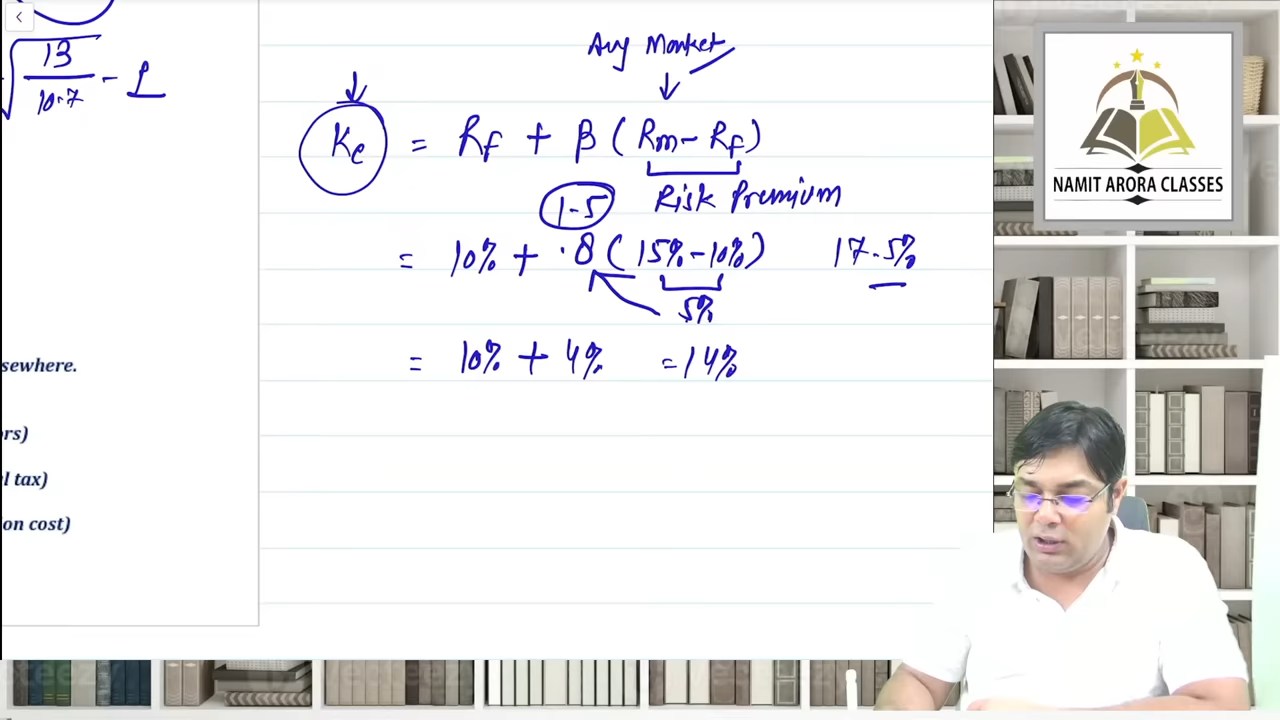 13
10.7
- 1
sewhere.
rs)
l tax)
on cost)
Avg Market
Ke = Rf + β (Rm - Rf)
1.5
Risk Premium
= 10% + .8 (15% - 10%)
17.5%
5%
= 10% + 4% = 14%
NAMIT ARORA CLASSES